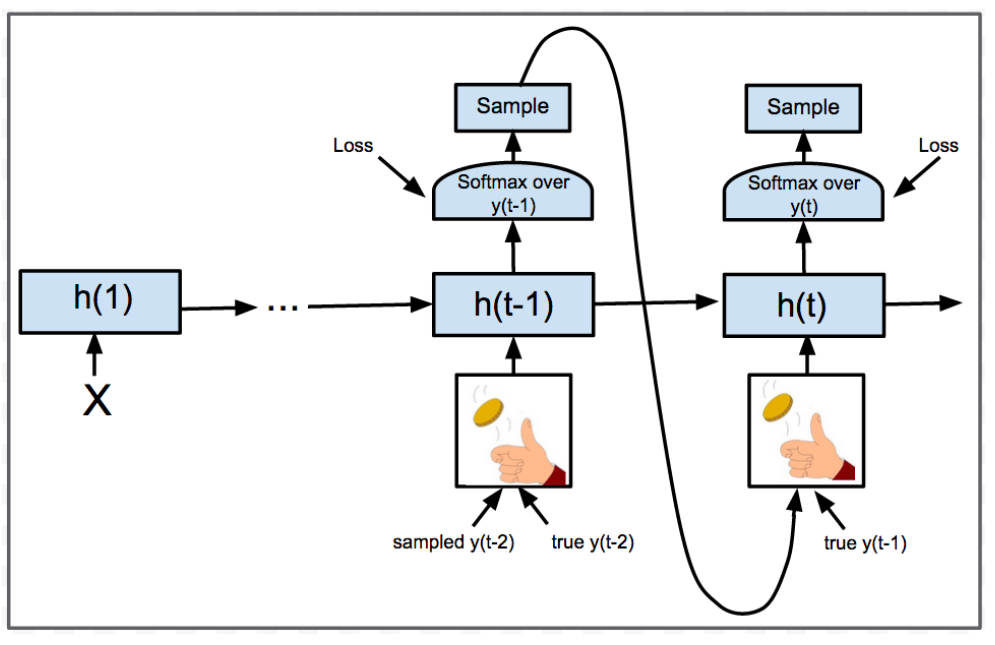 Sample
Sample
Loss
Loss
Softmax over
y(t-1)
Softmax over
y(t)
h(1)
...
h(t-1)
h(t)
X
sampled y(t-2)
true y(t-2)
true y(t-1)